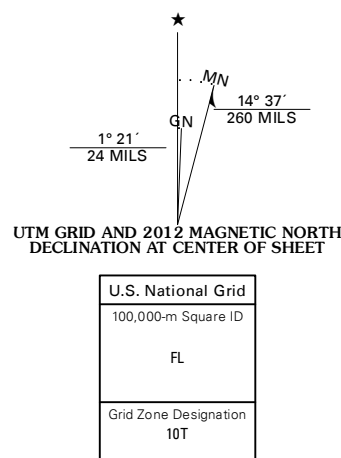 MN
GN
14° 37´
260 MILS
1° 21´
24 MILS
UTM GRID AND 2012 MAGNETIC NORTH
DECLINATION AT CENTER OF SHEET
U.S. National Grid
100,000-m Square ID
FL
Grid Zone Designation
10T